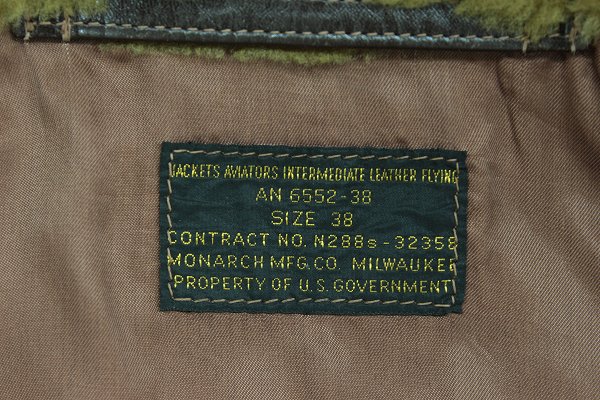 JACKETS AVIATORS INTERMEDIATE LEATHER FLYING
AN 6552-38
SIZE 38
CONTRACT NO. N288s-32358
MONARCH MFG. CO. MILWAUKEE
PROPERTY OF U.S. GOVERNMENT